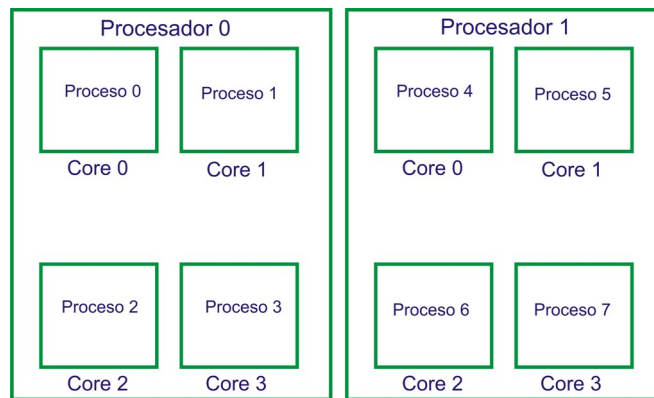 Procesador 0
Proceso 0
Proceso 1
Core 0
Core 1
Proceso 2
Proceso 3
Core 2
Core 3
Procesador 1
Proceso 4
Proceso 5
Core 0
Core 1
Proceso 6
Proceso 7
Core 2
Core 3